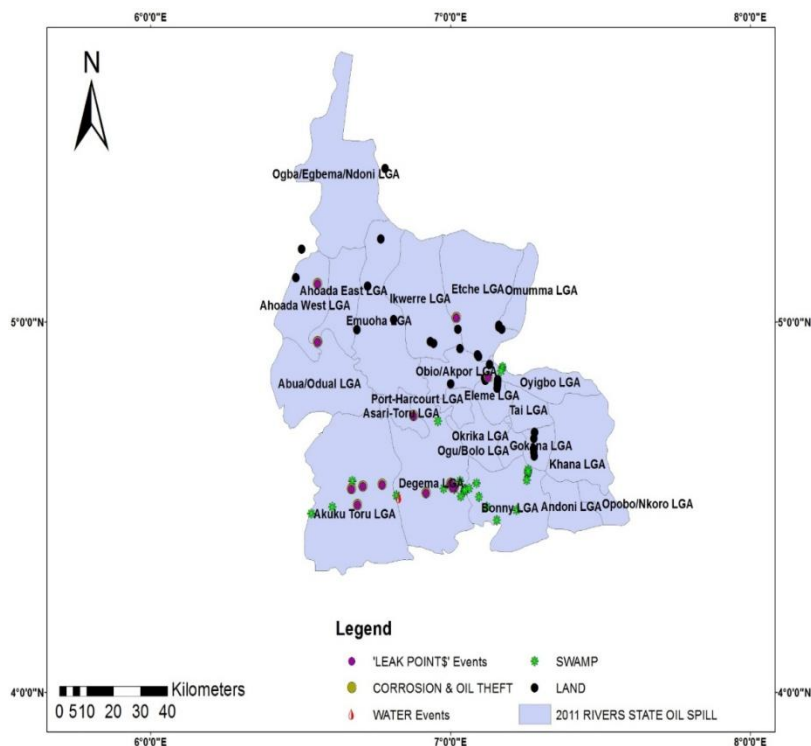 6°0'0"E 7°0'0"E 8°0'0"E
N
Ogba/Egbema/Ndoni LGA
Ahoada East LGA
Etche LGA
Omumma LGA
Ahoada West LGA
Ikwerre LGA
5°0'0"N
Emuoha LGA
5°0'0"N
Abua/Odual LGA
Obio/Akpor LGA
Oyigbo LGA
Port-Harcourt LGA
Eleme LGA
Asari-Toru LGA
Tai LGA
Okrika LGA
Gokana LGA
Ogu/Bolo LGA
Khana LGA
Degema LGA
Akuku Toru LGA
Bonny LGA
Andoni LGA
Opobo/Nkoro LGA
Legend
'LEAK POINT$' Events
SWAMP
CORROSION & OIL THEFT
LAND
WATER Events
2011 RIVERS STATE OIL SPILL
Kilometers
0 5 10 20 30 40
4°0'0"N 4°0'0"N
6°0'0"E 7°0'0"E 8°0'0"E